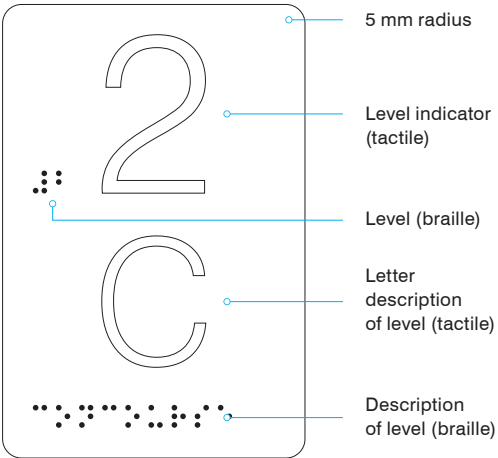 5 mm radius
2
Level indicator
(tactile)
⠼⠃
Level (braille)
C
Letter
description
of level (tactile)
⠉⠕⠝⠉⠕⠥⠗⠎⠑
Description
of level (braille)